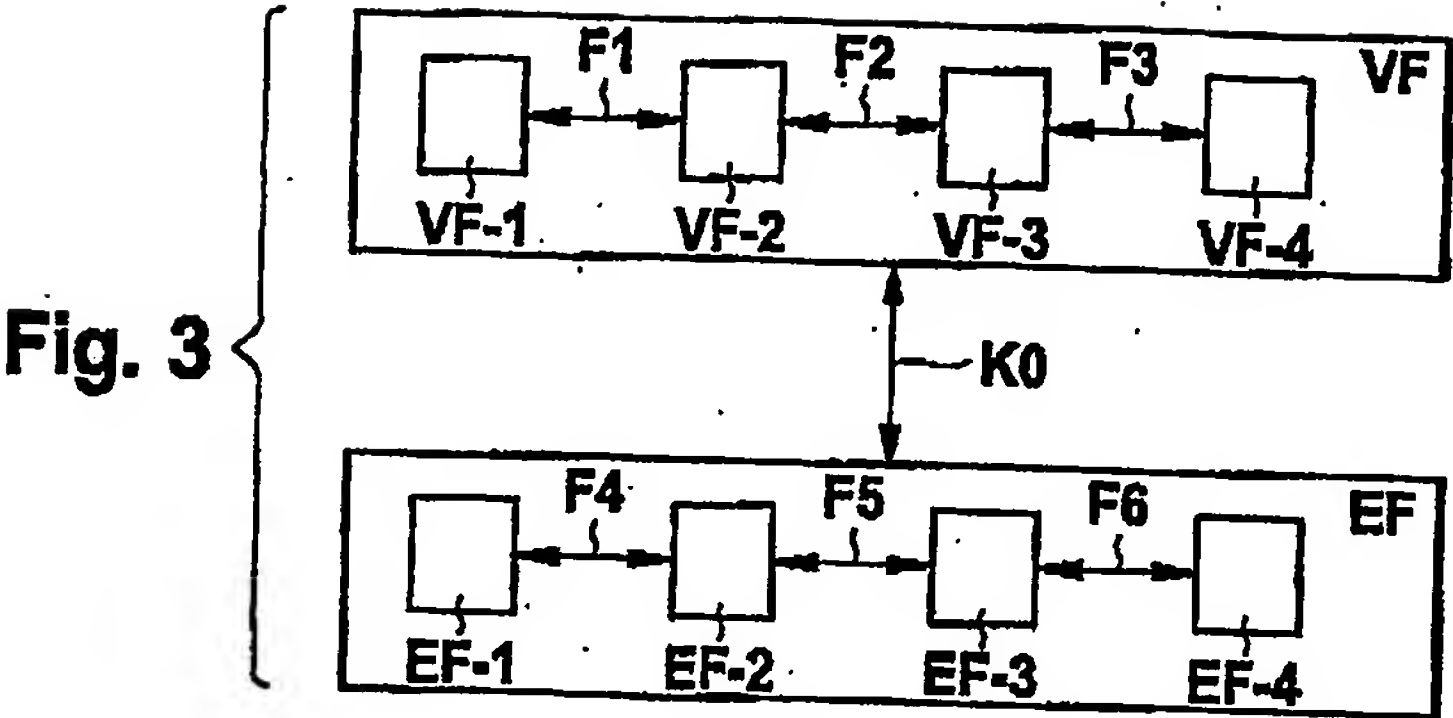 Fig. 3
VF
F1 F2 F3
VF-1 VF-2 VF-3 VF-4
K0
EF
F4 F5 F6
EF-1 EF-2 EF-3 EF-4